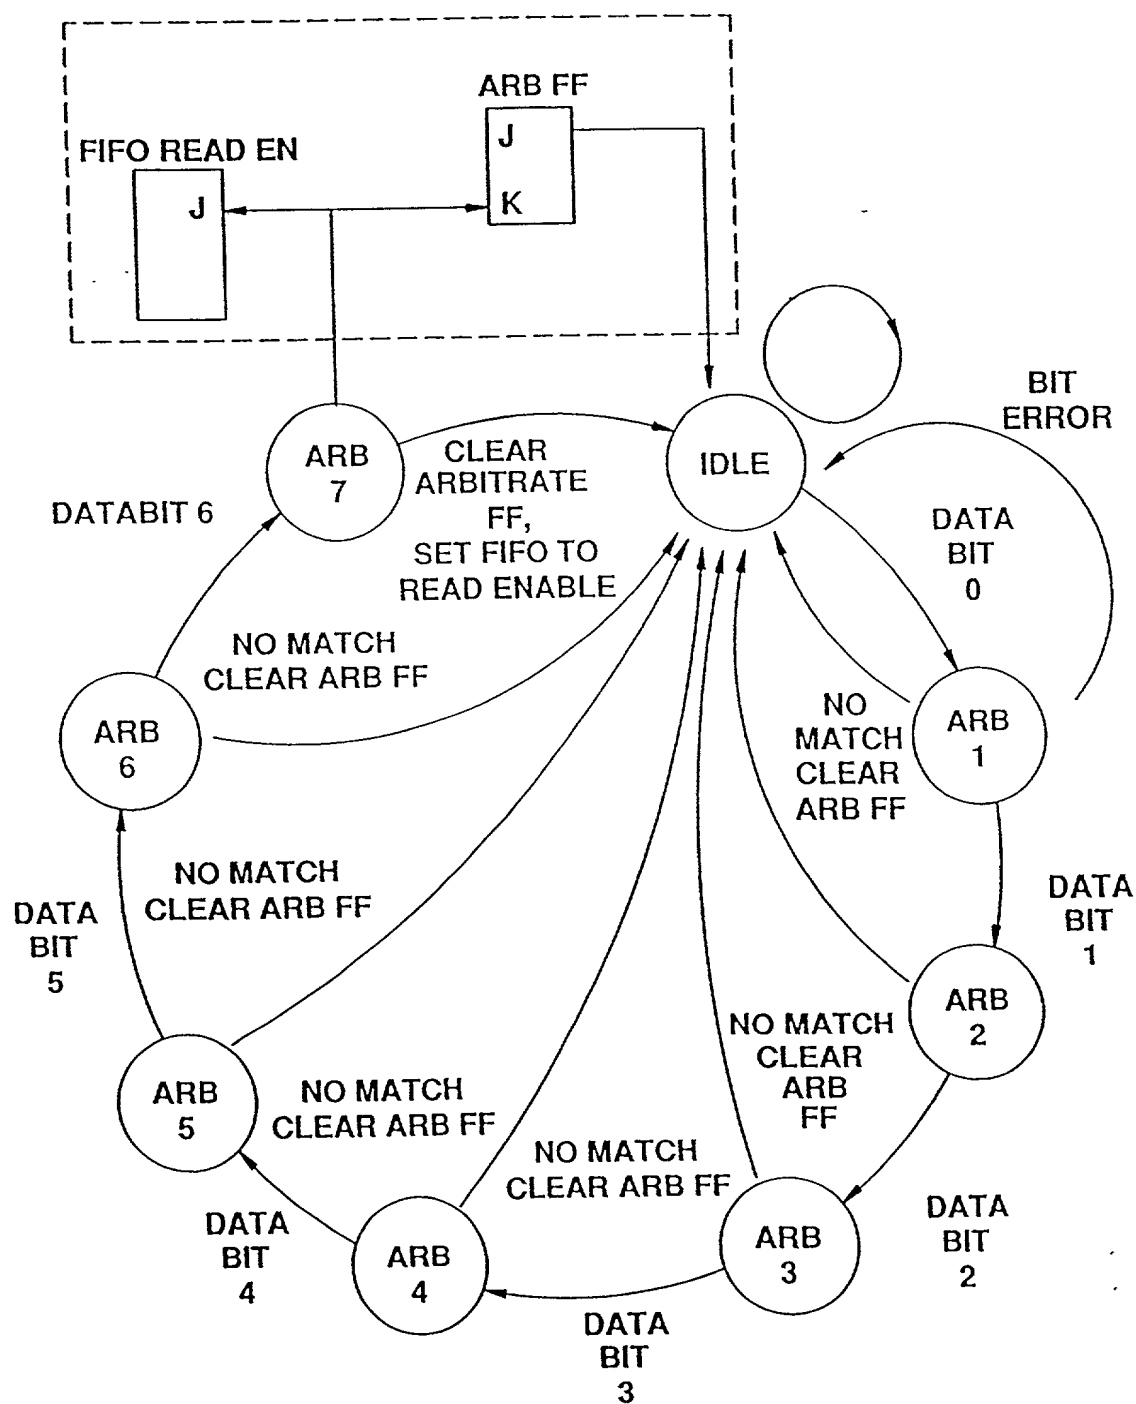 ARB FF
J
K
FIFO READ EN
J
BIT
ERROR
IDLE
ARB
7
CLEAR
ARBITRATE
FF,
SET FIFO TO
READ ENABLE
DATABIT 6
DATA
BIT
0
NO MATCH
CLEAR ARB FF
ARB
6
NO
MATCH
CLEAR
ARB FF
ARB
1
NO MATCH
CLEAR ARB FF
DATA
BIT
5
DATA
BIT
1
ARB
2
NO MATCH
CLEAR
ARB
FF
ARB
5
NO MATCH
CLEAR ARB FF
NO MATCH
CLEAR ARB FF
DATA
BIT
4
ARB
4
ARB
3
DATA
BIT
2
DATA
BIT
3